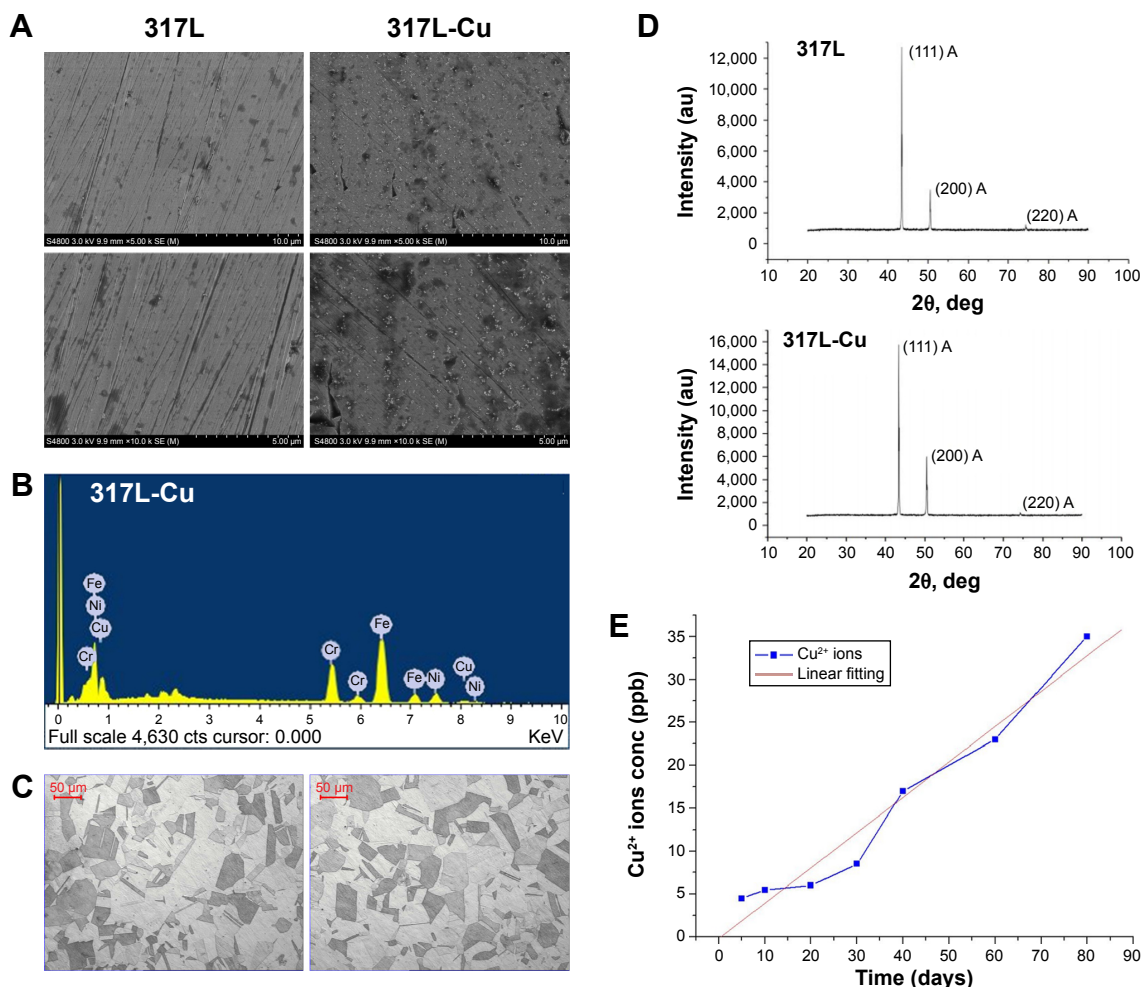 A
317L
317L-Cu
S4800 3.0 kV 9.9 mm ×5.00 k SE (M)
10.0 µm
S4800 3.0 kV 9.9 mm ×5.00 k SE (M)
10.0 µm
S4800 3.0 kV 9.9 mm ×10.0 k SE (M)
5.00 µm
S4800 3.0 kV 9.9 mm ×10.0 k SE (M)
5.00 µm
B
317L-Cu
Fe
Ni
Cu
Cr
Cr
Cr
Fe
Fe
Ni
Cu
Ni
0 1 2 3 4 5 6 7 8 9 10
Full scale 4,630 cts cursor: 0.000
KeV
C
50 µm
50 µm
D
317L
(111) A
(200) A
(220) A
Intensity (au)
12,000
10,000
8,000
6,000
4,000
2,000
0
10 20 30 40 50 60 70 80 90 100
2θ, deg
317L-Cu
(111) A
(200) A
(220) A
Intensity (au)
16,000
14,000
12,000
10,000
8,000
6,000
4,000
2,000
0
10 20 30 40 50 60 70 80 90 100
2θ, deg
E
Cu²⁺ ions
Linear fitting
Cu²⁺ ions conc (ppb)
35
30
25
20
15
10
5
0
0 10 20 30 40 50 60 70 80 90
Time (days)